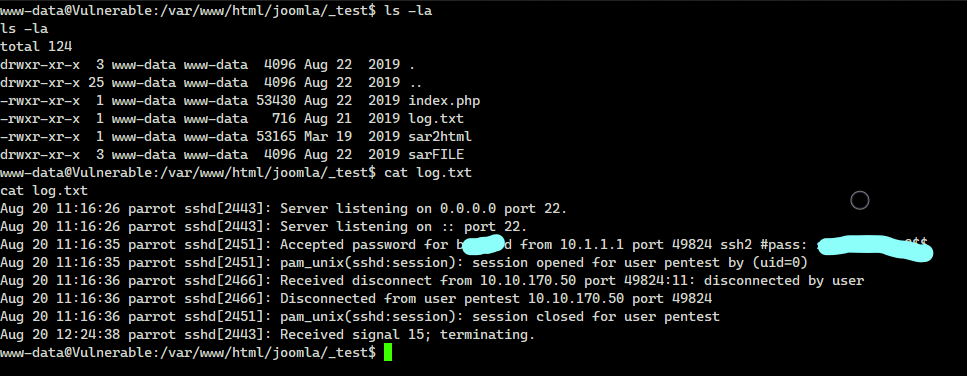 www-data@Vulnerable:/var/www/html/joomla/_test$ ls -la
ls -la
total 124
drwxr-xr-x  3 www-data www-data  4096 Aug 22  2019 .
drwxr-xr-x 25 www-data www-data  4096 Aug 22  2019 ..
-rwxr-xr-x  1 www-data www-data 53430 Aug 22  2019 index.php
-rwxr-xr-x  1 www-data www-data   716 Aug 21  2019 log.txt
-rwxr-xr-x  1 www-data www-data 53165 Mar 19  2019 sar2html
drwxr-xr-x  3 www-data www-data  4096 Aug 22  2019 sarFILE
www-data@Vulnerable:/var/www/html/joomla/_test$ cat log.txt
cat log.txt
Aug 20 11:16:26 parrot sshd[2443]: Server listening on 0.0.0.0 port 22.
Aug 20 11:16:26 parrot sshd[2443]: Server listening on :: port 22.
Aug 20 11:16:35 parrot sshd[2451]: Accepted password for from 10.1.1.1 port 49824 ssh2 #pass:
Aug 20 11:16:35 parrot sshd[2451]: pam_unix(sshd:session): session opened for user pentest by (uid=0)
Aug 20 11:16:36 parrot sshd[2466]: Received disconnect from 10.10.170.50 port 49824:11: disconnected by user
Aug 20 11:16:36 parrot sshd[2466]: Disconnected from user pentest 10.10.170.50 port 49824
Aug 20 11:16:36 parrot sshd[2451]: pam_unix(sshd:session): session closed for user pentest
Aug 20 12:24:38 parrot sshd[2443]: Received signal 15; terminating.
www-data@Vulnerable:/var/www/html/joomla/_test$